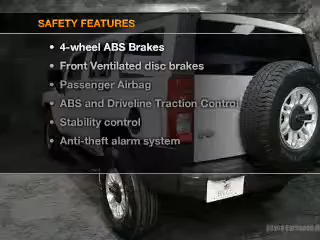 SAFETY FEATURES
• 4-wheel ABS Brakes
• Front Ventilated disc brakes
• Passenger Airbag
• ABS and Driveline Traction Control
• Stability control
• Anti-theft alarm system